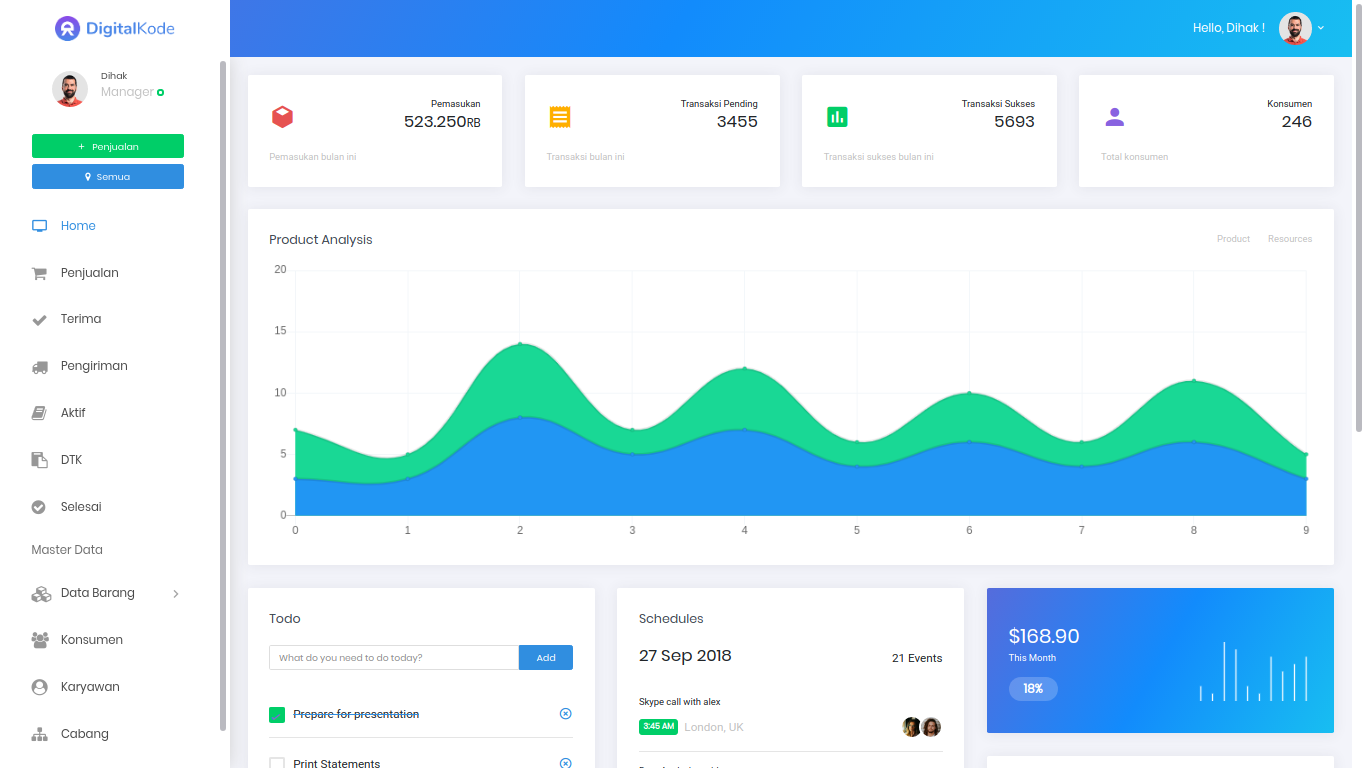 DigitalKode
Hello, Dihak !
Dihak
Manager
+ Penjualan
Semua
Home
Penjualan
Terima
Pengiriman
Aktif
DTK
Selesai
Master Data
Data Barang
Konsumen
Karyawan
Cabang
Pemasukan
523.250RB
Pemasukan bulan ini
Transaksi Pending
3455
Transaksi bulan ini
Transaksi Sukses
5693
Transaksi sukses bulan ini
Konsumen
246
Total konsumen
Product Analysis
Product Resources
20
15
10
5
0
0 1 2 3 4 5 6 7 8 9
Todo
What do you need to do today? Add
Prepare for presentation
Print Statements
Schedules
27 Sep 2018 21 Events
Skype call with alex
3:45 AM London, UK
$168.90
This Month
18%